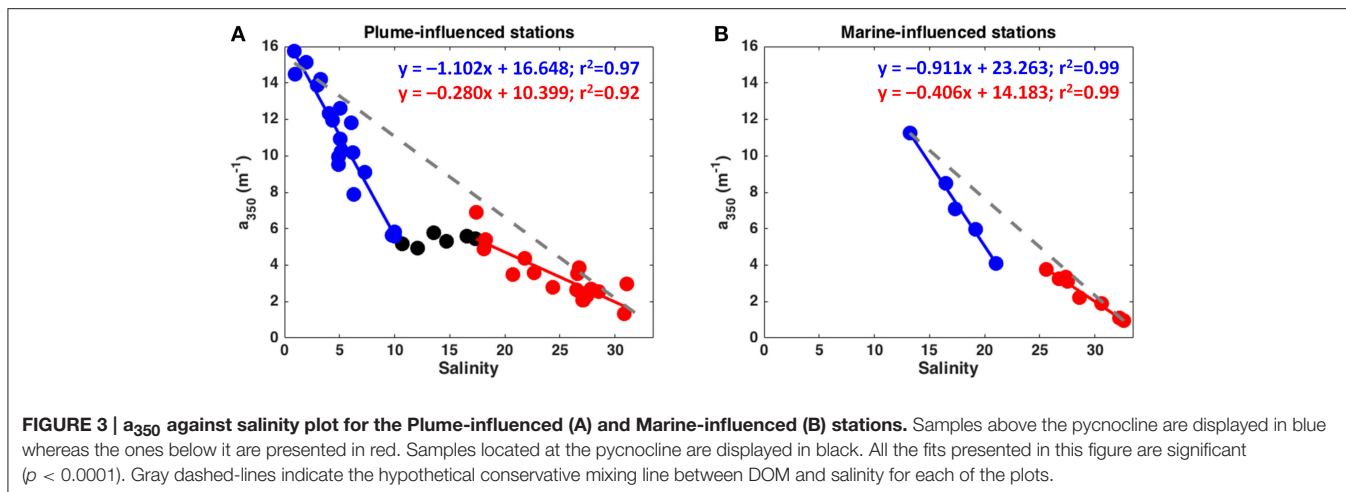 A Plume-influenced stations
y = −1.102x + 16.648; r²=0.97
y = −0.280x + 10.399; r²=0.92
16
14
12
10
8
6
4
2
0
a₃₅₀ (m⁻¹)
0 5 10 15 20 25 30
Salinity
B Marine-influenced stations
y = −0.911x + 23.263; r²=0.99
y = −0.406x + 14.183; r²=0.99
16
14
12
10
8
6
4
2
0
a₃₅₀ (m⁻¹)
0 5 10 15 20 25 30
Salinity
FIGURE 3 | a₃₅₀ against salinity plot for the Plume-influenced (A) and Marine-influenced (B) stations. Samples above the pycnocline are displayed in blue
whereas the ones below it are presented in red. Samples located at the pycnocline are displayed in black. All the fits presented in this figure are significant
(p < 0.0001). Gray dashed-lines indicate the hypothetical conservative mixing line between DOM and salinity for each of the plots.